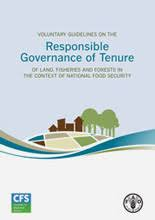 VOLUNTARY GUIDELINES ON THE
Responsible
Governance of Tenure
OF LAND, FISHERIES AND FORESTS IN
THE CONTEXT OF NATIONAL FOOD SECURITY
CFS